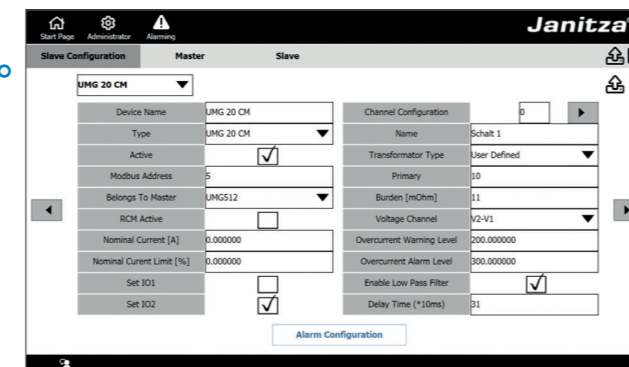 Start Page Administrator Alarming
Janitza
Slave Configuration Master Slave
UMG 20 CM
Device Name UMG 20 CM Channel Configuration 0
Type UMG 20 CM Name Schalt 1
Active Transformator Type User Defined
Modbus Address 5 Primary 10
Belongs To Master UMG512 Burden [mOhm] 11
RCM Active Voltage Channel V2-V1
Nominal Current [A] 0.000000 Overcurrent Warning Level 200.000000
Nominal Curent Limit [%] 0.000000 Overcurrent Alarm Level 300.000000
Set IO1 Enable Low Pass Filter
Set IO2 Delay Time (*10ms) 31
Alarm Configuration